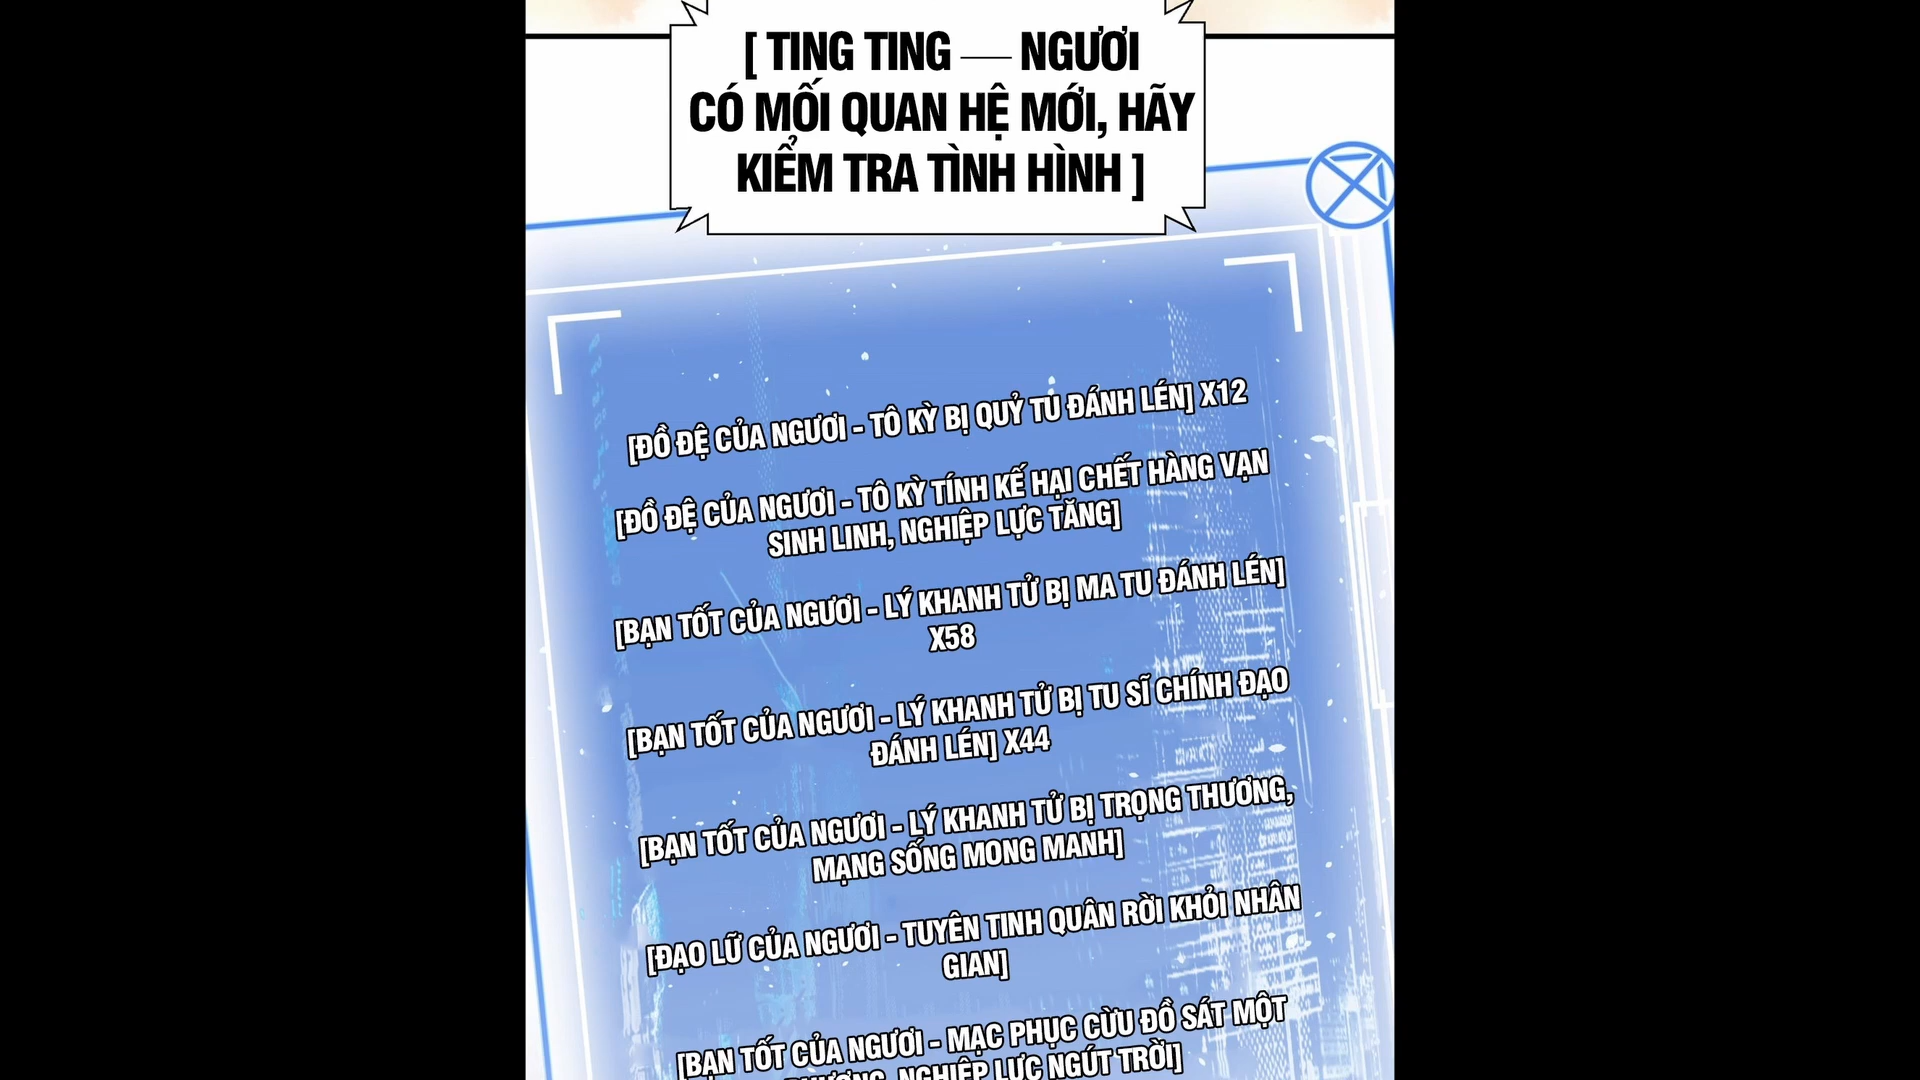 [ TING TING — NGƯƠI
CÓ MỐI QUAN HỆ MỚI, HÃY
KIỂM TRA TÌNH HÌNH ]
[ĐỒ ĐỆ CỦA NGƯƠI - TÔ KỲ BỊ QUỶ TU ĐÁNH LÉN] X12
[ĐỒ ĐỆ CỦA NGƯƠI - TÔ KỲ TÍNH KẾ HẠI CHẾT HÀNG VẠN
SINH LINH, NGHIỆP LỰC TĂNG]
[BẠN TỐT CỦA NGƯƠI - LÝ KHANH TỬ BỊ MA TU ĐÁNH LÉN]
X58
[BẠN TỐT CỦA NGƯƠI - LÝ KHANH TỬ BỊ TU SĨ CHÍNH ĐẠO
ĐÁNH LÉN] X44
[BẠN TỐT CỦA NGƯƠI - LÝ KHANH TỬ BỊ TRỌNG THƯƠNG,
MẠNG SỐNG MONG MANH]
[ĐẠO LỮ CỦA NGƯƠI - TUYÊN TINH QUÂN RỜI KHỎI NHÂN
GIAN]
[BẠN TỐT CỦA NGƯƠI - MẠC PHỤC CỪU ĐỒ SÁT MỘT
PHƯƠNG, NGHIỆP LỰC NGÚT TRỜI]